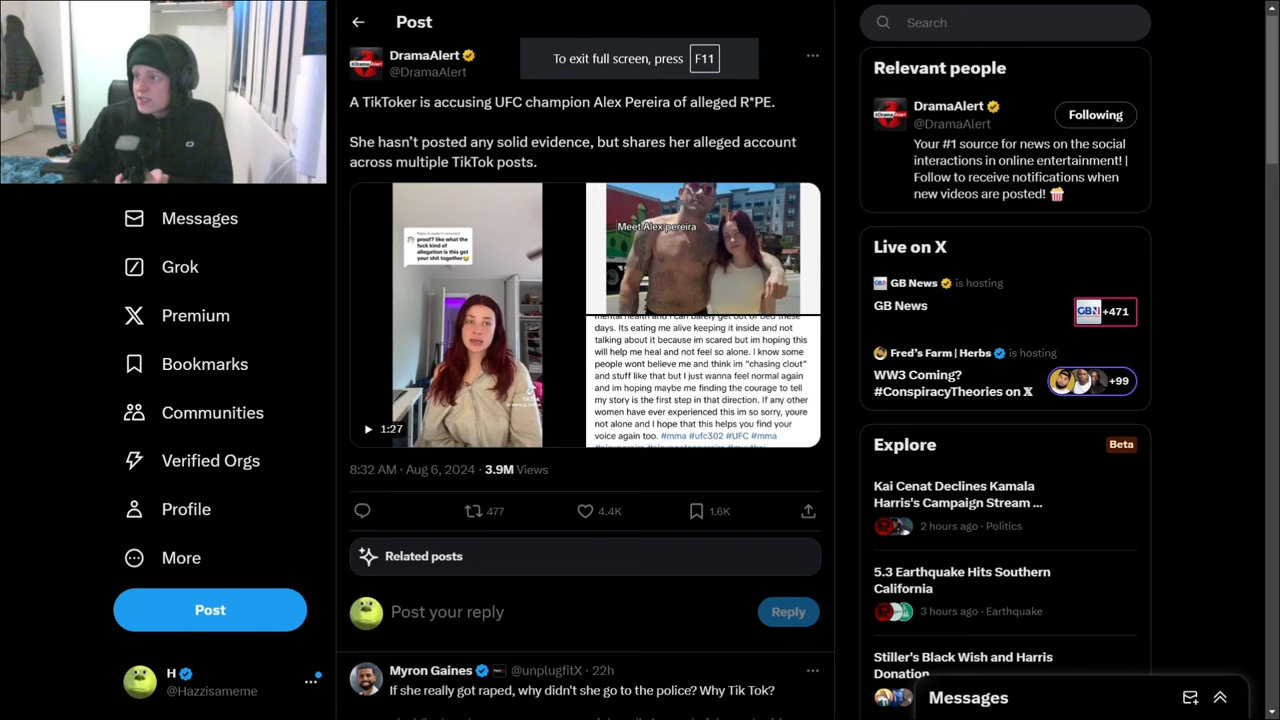 Post
To exit full screen, press F11
DramaAlert
@DramaAlert
A TikToker is accusing UFC champion Alex Pereira of alleged R*PE.
She hasn't posted any solid evidence, but shares her alleged account
across multiple TikTok posts.
proof? like what the
fuck kind of
allegation is this get
your shit together
TikTok
1:27
Meet Alex pereira
mental health and i can barely get out of bed these
days. Its eating me alive keeping it inside and not
talking about it because im scared but im hoping this
will help me heal and not feel so alone. I know some
people wont believe me and think im "chasing clout"
and stuff like that but I just wanna feel normal again
and im hoping maybe me finding the courage to tell
my story is the first step in that direction. If any other
women have ever experienced this im so sorry, youre
not alone and I hope that this helps you find your
voice again too. #mma #ufc302 #UFC #mma
8:32 AM · Aug 6, 2024 · 3.9M Views
477
4.4K
1.6K
Related posts
Post your reply
Reply
Myron Gaines @unplugfitX · 22h
If she really got raped, why didn't she go to the police? Why Tik Tok?
Messages
Grok
Premium
Bookmarks
Communities
Verified Orgs
Profile
More
Post
H
@Hazzisameme
Search
Relevant people
DramaAlert
@DramaAlert
Following
Your #1 source for news on the social
interactions in online entertainment! |
Follow to receive notifications when
new videos are posted! 🍿
Live on X
GB News is hosting
GB News
GBN +471
Fred's Farm | Herbs is hosting
WW3 Coming?
#ConspiracyTheories on X
+99
Explore
Beta
Kai Cenat Declines Kamala
Harris's Campaign Stream ...
2 hours ago · Politics
5.3 Earthquake Hits Southern
California
3 hours ago · Earthquake
Stiller's Black Wish and Harris
Donation
Messages